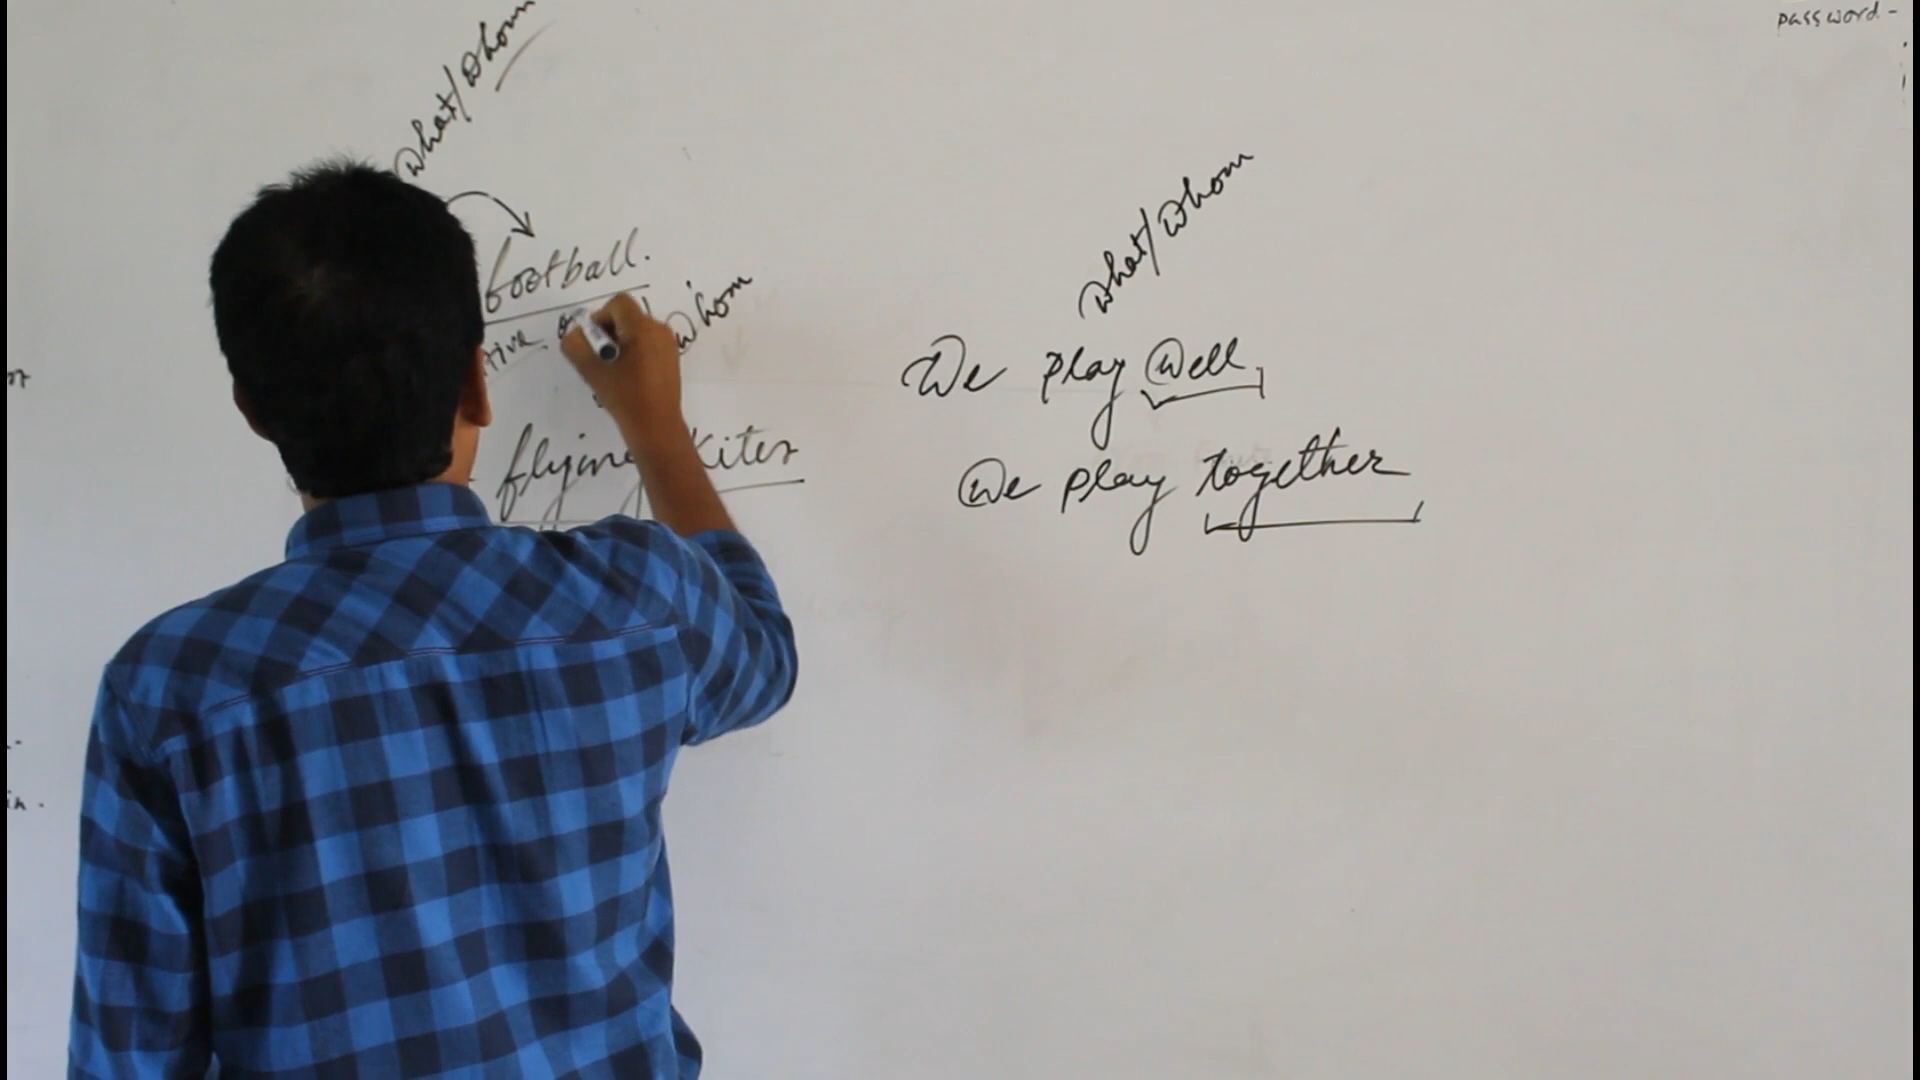 password -
what/whom
football.
whom
flying kites
what/whom
We play well,
We play together